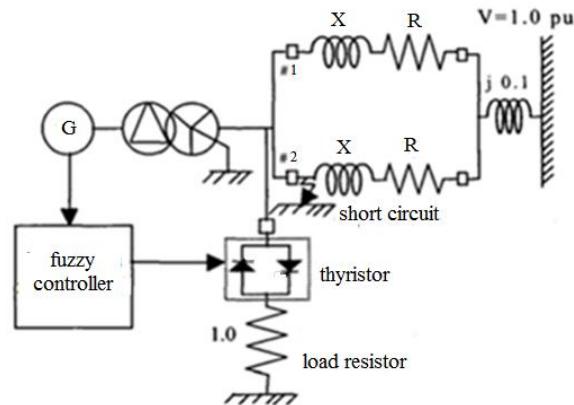 X
R
V=1.0 pu
#1
j 0.1
G
#2
X
R
short circuit
fuzzy
controller
thyristor
1.0
load resistor